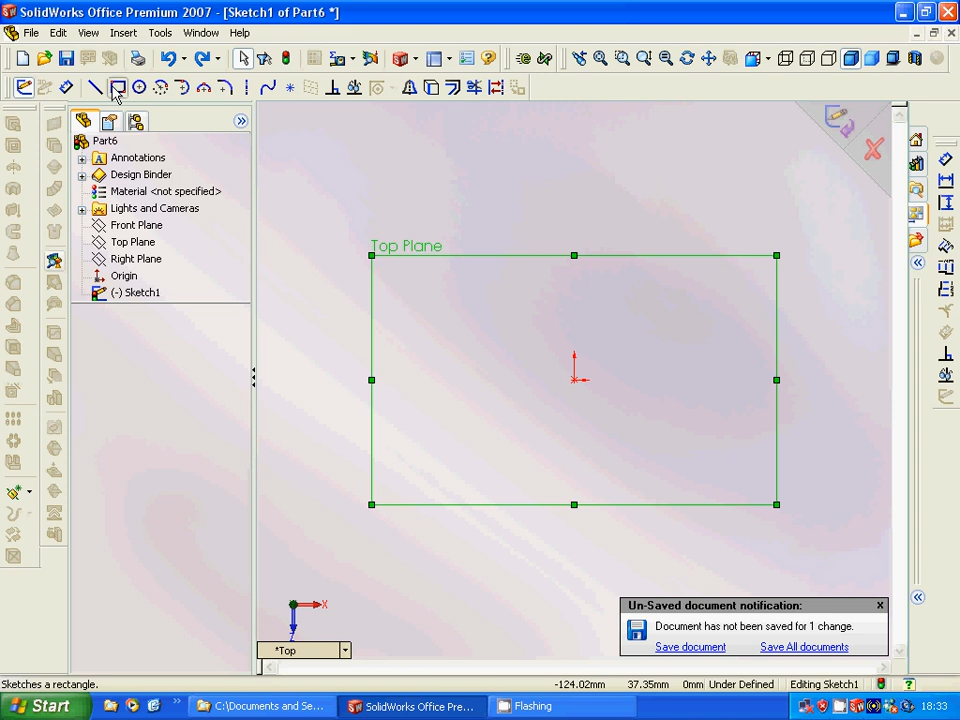 SolidWorks Office Premium 2007 - [Sketch1 of Part6 *]
File Edit View Insert Tools Window Help
Part6
Annotations
Design Binder
Material <not specified>
Lights and Cameras
Front Plane
Top Plane
Right Plane
Origin
(-) Sketch1
Top Plane
X
Z
*Top
Un-Saved document notification:
Document has not been saved for 1 change.
Save document Save All documents
Sketches a rectangle.
-124.02mm 37.35mm 0mm Under Defined Editing Sketch1
Start
C:\Documents and Se...
SolidWorks Office Pre...
Flashing
18:33